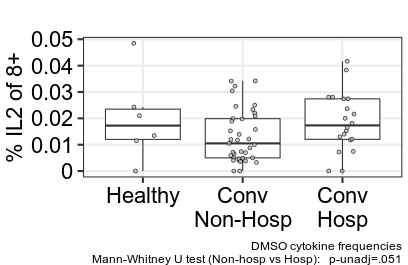 % IL2 of 8+
0.05
0.04
0.03
0.02
0.01
0
Healthy
Conv
Non-Hosp
Conv
Hosp
DMSO cytokine frequencies
Mann-Whitney U test (Non-hosp vs Hosp): p-unadj=.051